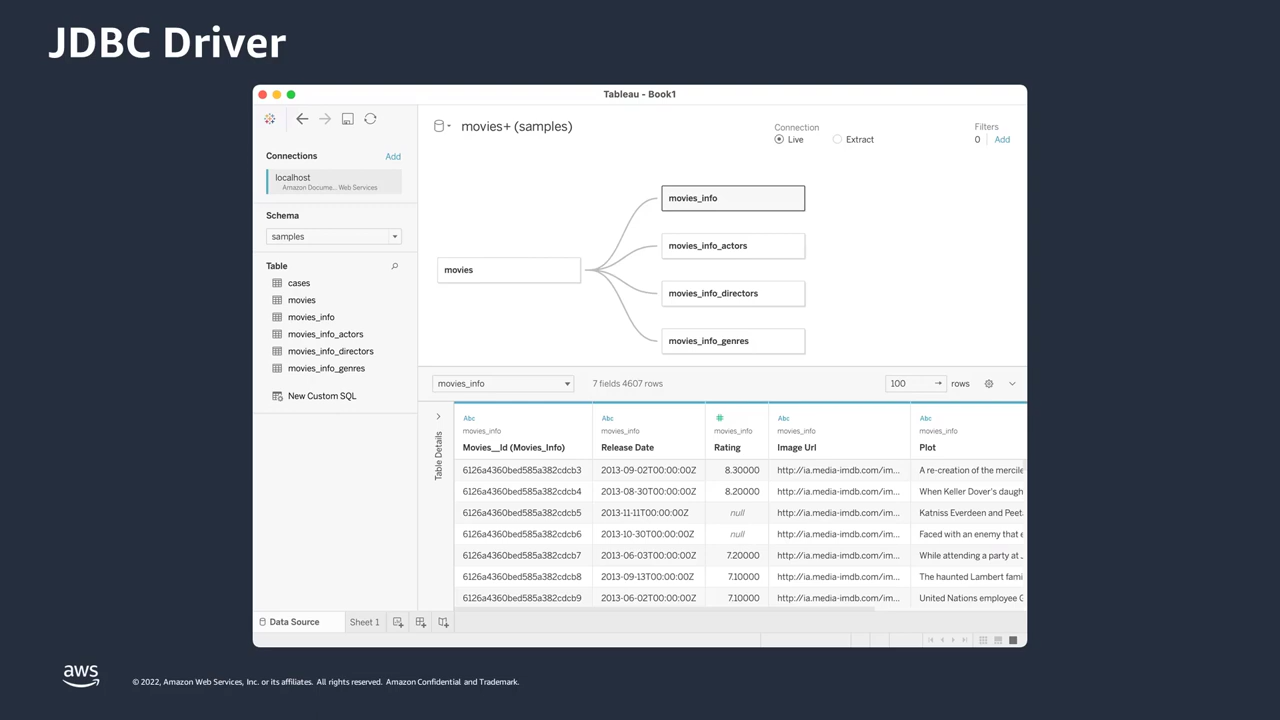 JDBC Driver
Tableau - Book1
Connections
Add
localhost
Amazon Docume... Web Services
Schema
samples
Table
cases
movies
movies_info
movies_info_actors
movies_info_directors
movies_info_genres
New Custom SQL
movies+ (samples)
Connection
Live
Extract
Filters
0
Add
movies
movies_info
movies_info_actors
movies_info_directors
movies_info_genres
movies_info
7 fields 4607 rows
100
rows
Table Details
Abc Abc # Abc Abc
movies_info movies_info movies_info movies_info movies_info
Movies__Id (Movies_Info) Release Date Rating Image Url Plot
6126a4360bed585a382cdcb3 2013-09-02T00:00:00Z 8.30000 http://ia.media-imdb.com/im... A re-creation of the mercile
6126a4360bed585a382cdcb4 2013-08-30T00:00:00Z 8.20000 http://ia.media-imdb.com/im... When Keller Dover's daugh
6126a4360bed585a382cdcb5 2013-11-11T00:00:00Z null http://ia.media-imdb.com/im... Katniss Everdeen and Peet
6126a4360bed585a382cdcb6 2013-10-30T00:00:00Z null http://ia.media-imdb.com/im... Faced with an enemy that e
6126a4360bed585a382cdcb7 2013-06-03T00:00:00Z 7.20000 http://ia.media-imdb.com/im... While attending a party at
6126a4360bed585a382cdcb8 2013-09-13T00:00:00Z 7.10000 http://ia.media-imdb.com/im... The haunted Lambert fami
6126a4360bed585a382cdcb9 2013-06-02T00:00:00Z 7.10000 http://ia.media-imdb.com/im... United Nations employee G
Data Source
Sheet 1
aws
© 2022, Amazon Web Services, Inc. or its affiliates. All rights reserved. Amazon Confidential and Trademark.